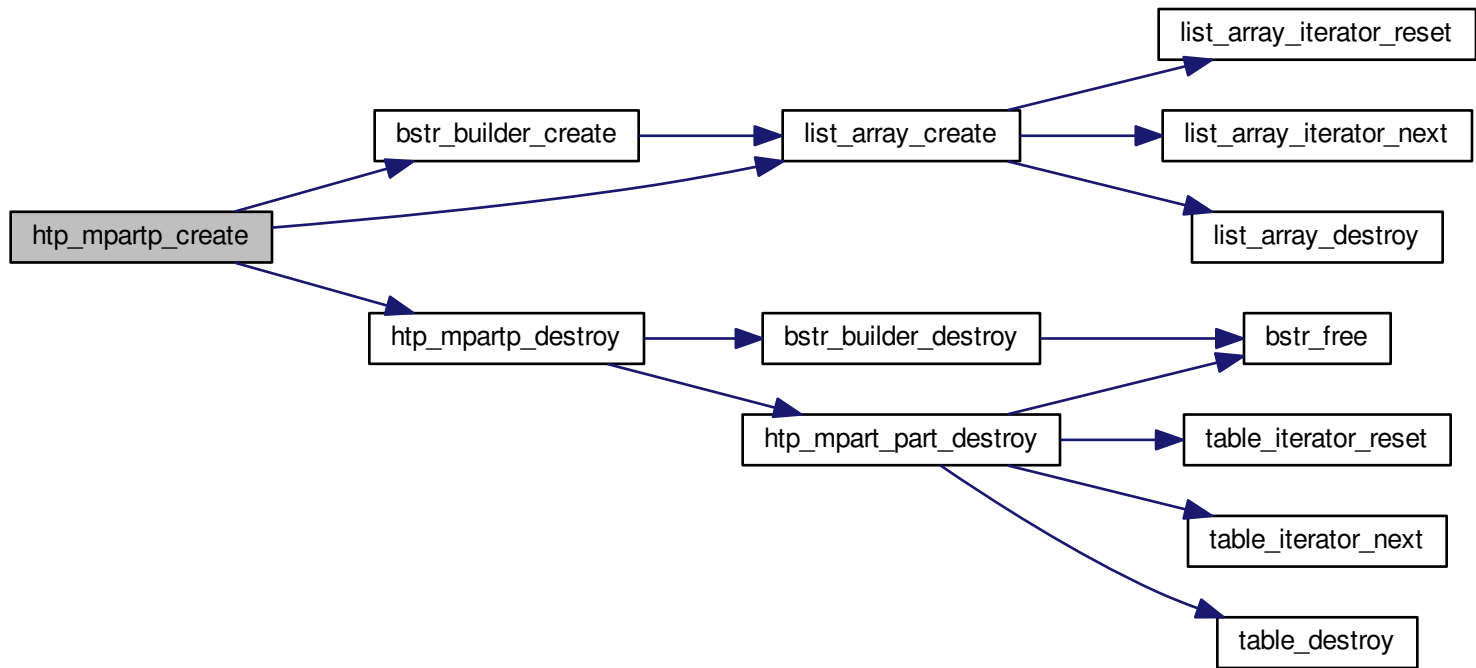 list_array_iterator_reset
bstr_builder_create
list_array_create
list_array_iterator_next
htp_mpartp_create
list_array_destroy
htp_mpartp_destroy
bstr_builder_destroy
bstr_free
htp_mpart_part_destroy
table_iterator_reset
table_iterator_next
table_destroy